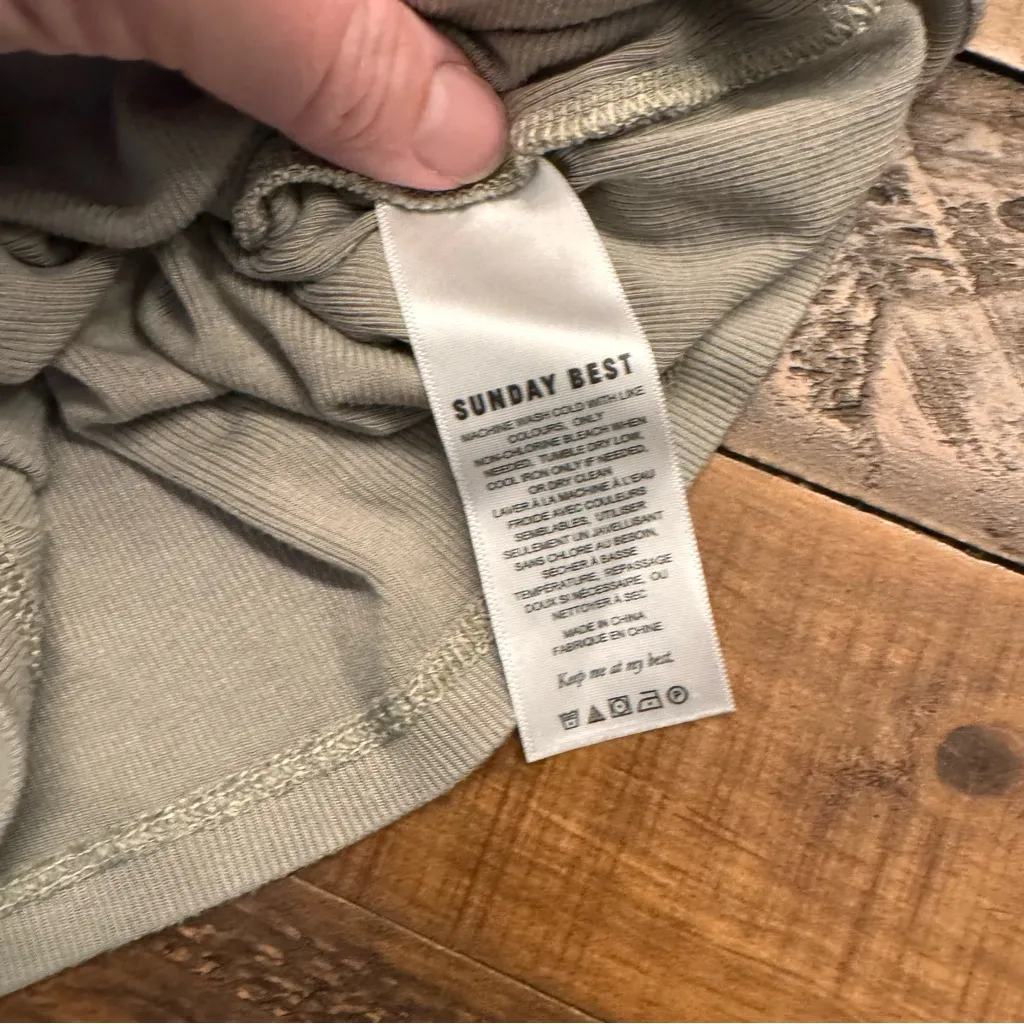 SUNDAY BEST
MACHINE WASH COLD WITH LIKE
COLOURS, ONLY
NON-CHLORINE BLEACH WHEN
NEEDED. TUMBLE DRY LOW.
COOL IRON ONLY IF NEEDED.
OR DRY CLEAN
LAVER À LA MACHINE À L'EAU
FROIDE AVEC COULEURS
SEMBLABLES, UTILISER
SEULEMENT UN JAVELLISANT
SANS CHLORE AU BESOIN,
SÉCHER À BASSE
TEMPÉRATURE, REPASSAGE
DOUX SI NÉCESSAIRE, OU
NETTOYER À SEC
MADE IN CHINA
FABRIQUE EN CHINE
Keep me at my best.
P